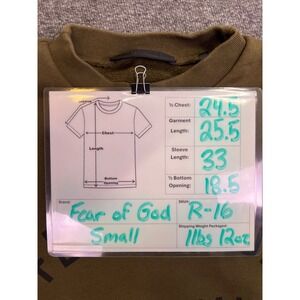 ½ Chest: 24.5
Garment Length: 25.5
Sleeve Length: 33
½ Bottom Opening: 18.5
Chest
Length
Bottom Opening
Brand: Fear of God
Small
R-16
Shipping Weight Packaged
1lbs 12oz